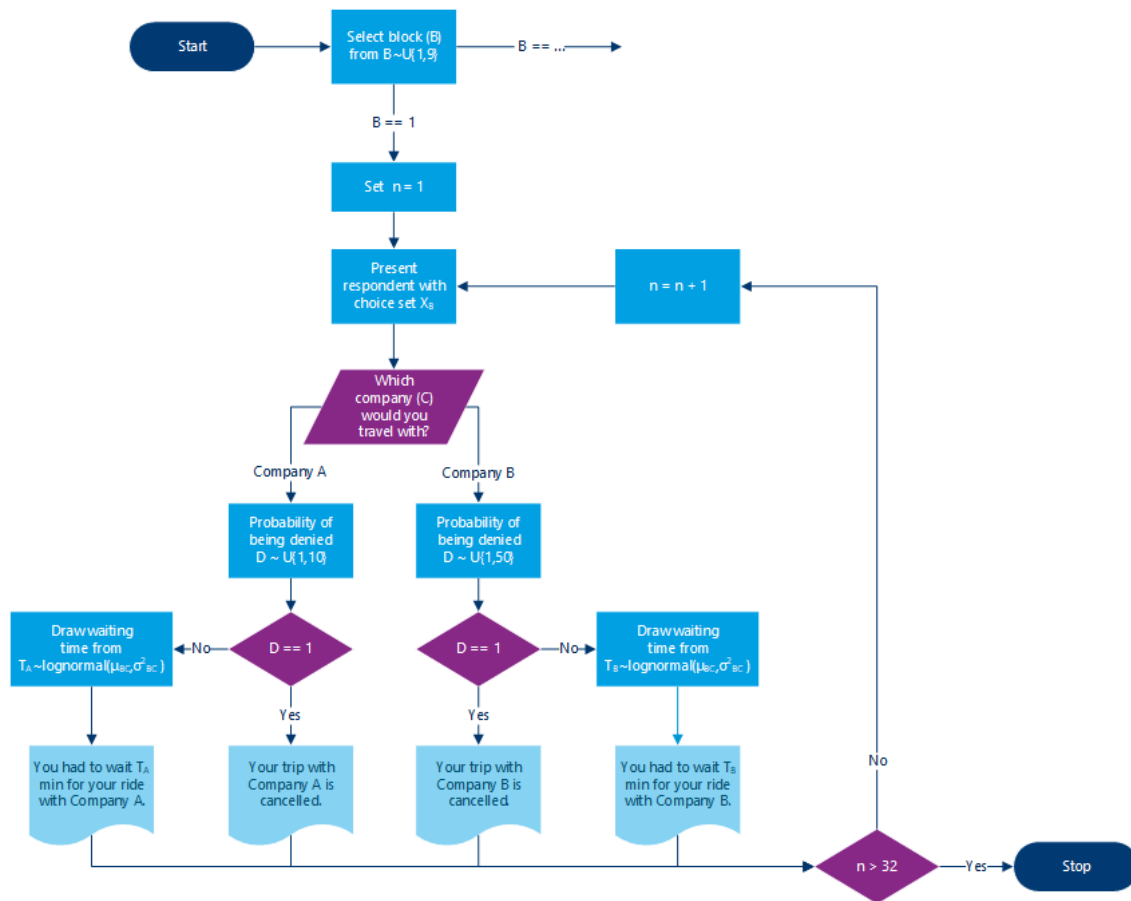 Start
Select block (B)
from B~U{1,9}
B == ...
B == 1
Set n = 1
Present
respondent with
choice set X_B
n = n + 1
Which
company (C)
would you
travel with?
Company A
Company B
Probability of
being denied
D ~ U{1,10}
Probability of
being denied
D ~ U{1,50}
Draw waiting
time from
T_A~lognormal(μ_BC,σ²_BC)
No
D == 1
D == 1
No
Draw waiting
time from
T_B~lognormal(μ_BC,σ²_BC)
Yes
Yes
You had to wait T_A
min for your ride
with Company A.
Your trip with
Company A is
cancelled.
Your trip with
Company B is
cancelled.
You had to wait T_B
min for your ride
with Company B.
No
n > 32
Yes
Stop